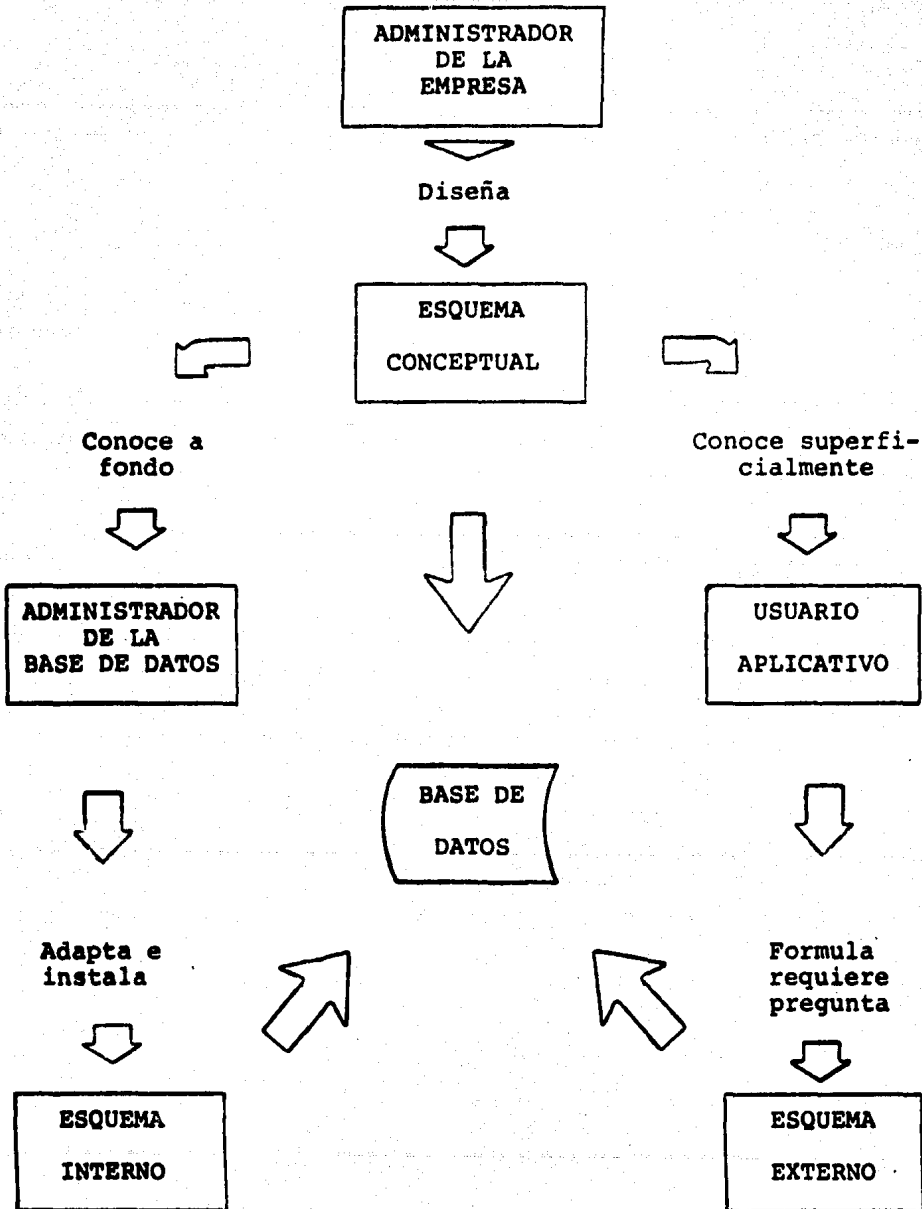 ADMINISTRADOR
DE LA
EMPRESA
Diseña
ESQUEMA
CONCEPTUAL
Conoce a
fondo
Conoce superfi-
cialmente
ADMINISTRADOR
DE LA
BASE DE DATOS
USUARIO
APLICATIVO
BASE DE
DATOS
Adapta e
instala
Formula
requiere
pregunta
ESQUEMA
INTERNO
ESQUEMA
EXTERNO